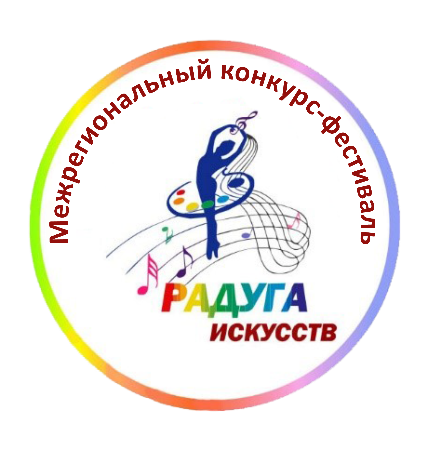 Межрегиональный конкурс-фестиваль
РАДУГА
ИСКУССТВ